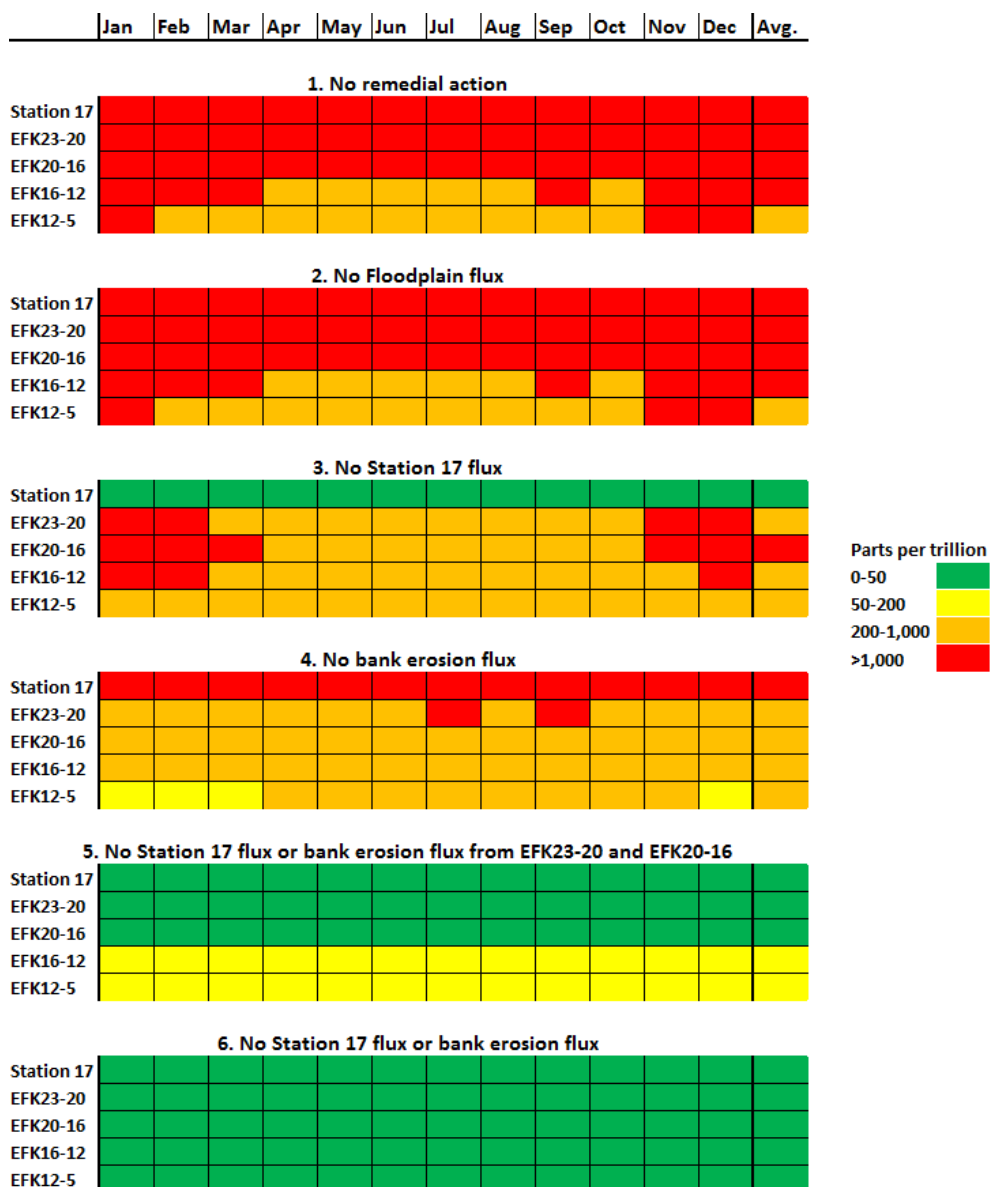 Jan Feb Mar Apr May Jun Jul Aug Sep Oct Nov Dec Avg.
1. No remedial action
Station 17
EFK23-20
EFK20-16
EFK16-12
EFK12-5
2. No Floodplain flux
Station 17
EFK23-20
EFK20-16
EFK16-12
EFK12-5
3. No Station 17 flux
Station 17
EFK23-20
EFK20-16
EFK16-12
EFK12-5
Parts per trillion
0-50
50-200
200-1,000
>1,000
4. No bank erosion flux
Station 17
EFK23-20
EFK20-16
EFK16-12
EFK12-5
5. No Station 17 flux or bank erosion flux from EFK23-20 and EFK20-16
Station 17
EFK23-20
EFK20-16
EFK16-12
EFK12-5
6. No Station 17 flux or bank erosion flux
Station 17
EFK23-20
EFK20-16
EFK16-12
EFK12-5